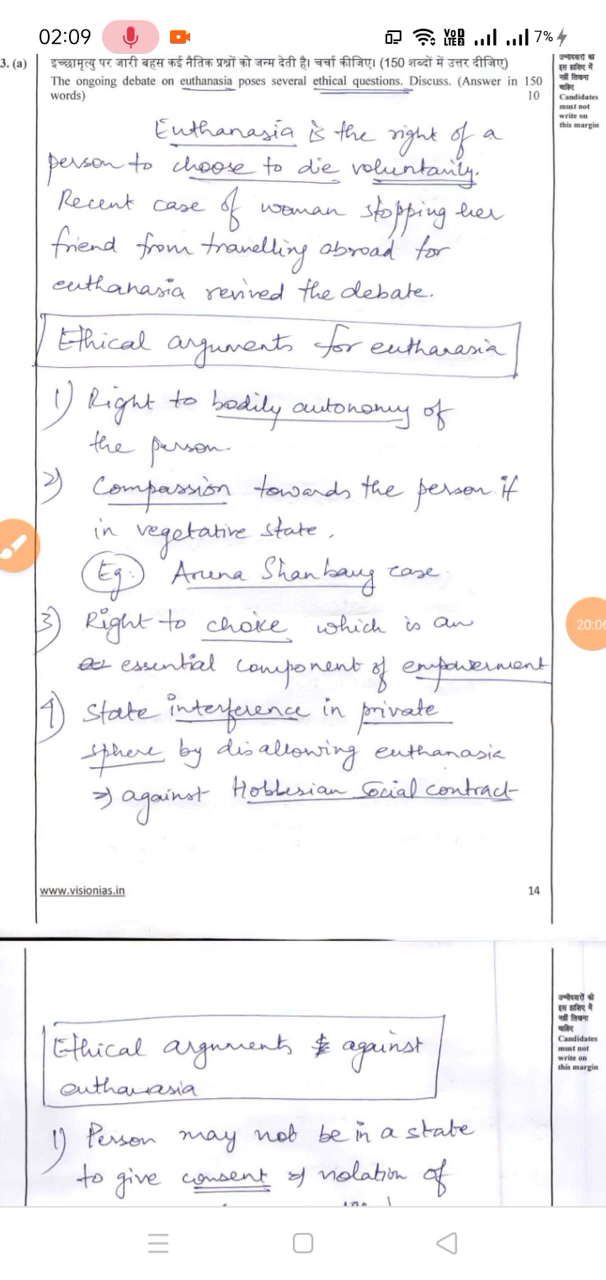 02:09
VoD
LTE2
7%
3. (a) इच्छामृत्यु पर जारी बहस कई नैतिक प्रश्नों को जन्म देती है। चर्चा कीजिए। (150 शब्दों में उत्तर दीजिए)
The ongoing debate on euthanasia poses several ethical questions. Discuss. (Answer in 150
words) 10
उम्मीदवारों को
इस हाशिए में
नहीं लिखना
चाहिए
Candidates
must not
write on
this margin
Euthanasia is the right of a
person to choose to die voluntarily.
Recent case of woman stopping her
friend from travelling abroad for
euthanasia revived the debate.
Ethical arguments for euthanasia
1) Right to bodily autonomy of
the person.
2) Compassion towards the person if
in vegetative state.
Eg: Aruna Shanbaug case.
3) Right to choice which is an
essential component of empowerment
20:06
4) State interference in private
sphere by disallowing euthanasia
⇒ against Hobbesian Social contract
www.visionias.in 14
उम्मीदवारों को
इस हाशिए में
नहीं लिखना
चाहिए
Candidates
must not
write on
this margin
Ethical arguments against
euthanasia
1) Person may not be in a state
to give consent ⇒ violation of